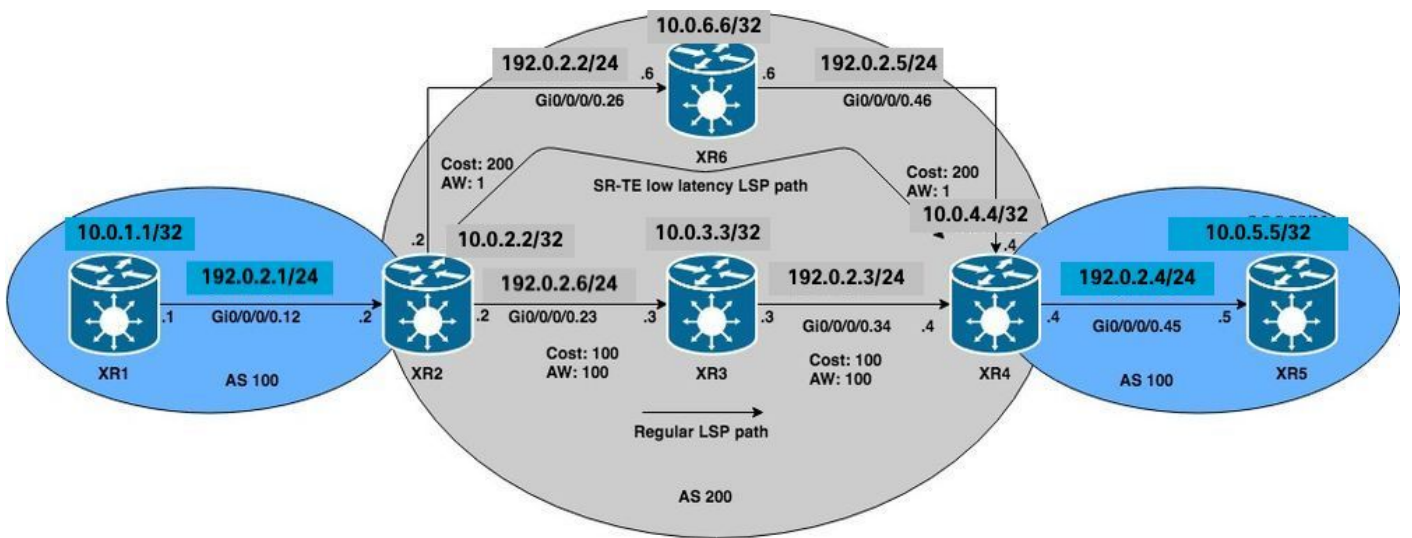 10.0.6.6/32
192.0.2.2/24
.6
.6
192.0.2.5/24
Gi0/0/0/0.26
Gi0/0/0/0.46
XR6
Cost: 200
AW: 1
SR-TE low latency LSP path
Cost: 200
AW: 1
10.0.1.1/32
.2
10.0.2.2/32
10.0.3.3/32
10.0.4.4/32
.4
10.0.5.5/32
192.0.2.1/24
192.0.2.6/24
192.0.2.3/24
192.0.2.4/24
.1
Gi0/0/0/0.12
.2
.2
Gi0/0/0/0.23
.3
.3
Gi0/0/0/0.34
.4
.4
Gi0/0/0/0.45
.5
XR1
AS 100
XR2
Cost: 100
AW: 100
XR3
Cost: 100
AW: 100
XR4
AS 100
XR5
Regular LSP path
AS 200